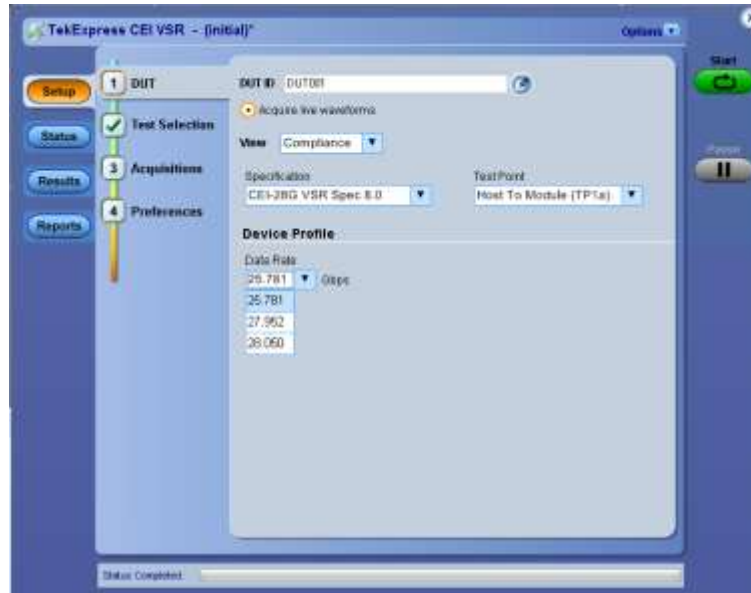 TekExpress CEI VSR - (initial)*
Options
Start
Setup
Status
Results
Reports
1 DUT
Test Selection
3 Acquisitions
4 Preferences
DUT ID DUT001
Acquire live waveforms
View Compliance
Specification
CEI-28G VSR Spec 8.0
Test Point
Host To Module (TP1a)
Device Profile
Data Rate
25.781 Gbps
25.781
27.952
28.050
Pause
Status Completed